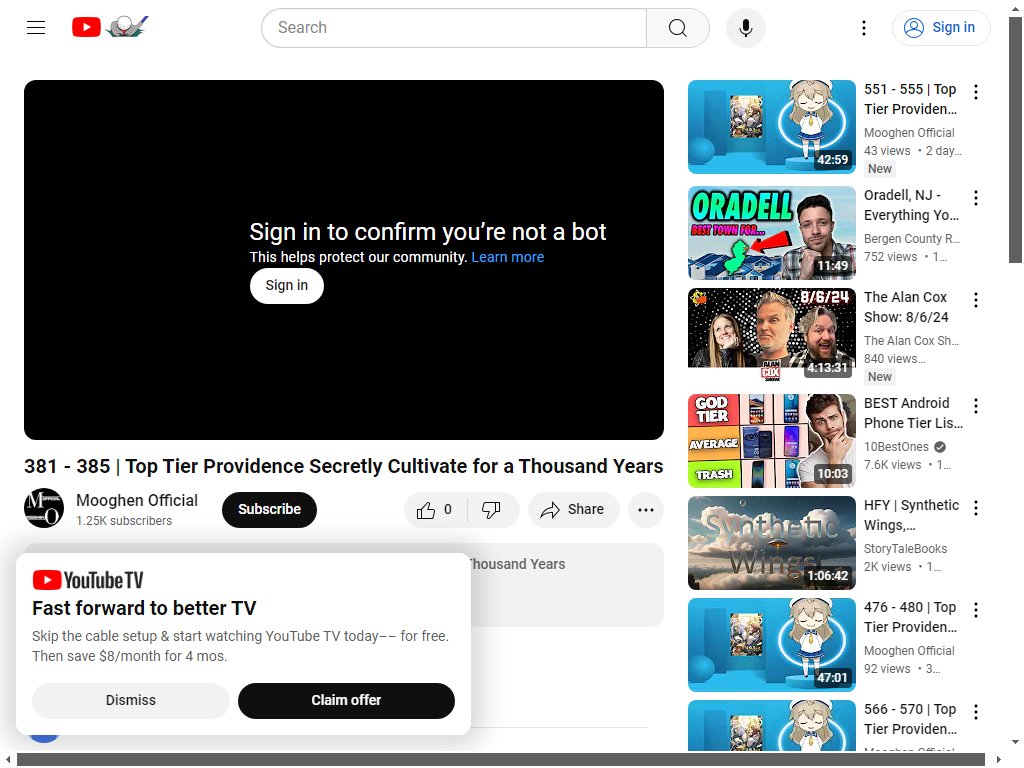 Search
Sign in
Sign in to confirm you're not a bot
This helps protect our community. Learn more
Sign in
381 - 385 | Top Tier Providence Secretly Cultivate for a Thousand Years
Mooghen Official
1.25K subscribers
Subscribe
0
Share
Thousand Years
YouTube TV
Fast forward to better TV
Skip the cable setup & start watching YouTube TV today–– for free.
Then save $8/month for 4 mos.
Dismiss
Claim offer
42:59
551 - 555 | Top
Tier Providen...
Mooghen Official
43 views • 2 day...
New
ORADELL
BEST TOWN FOR...
11:49
Oradell, NJ -
Everything Yo...
Bergen County R...
752 views • 1...
8/6/24
ALAN
COX
SHOW
4:13:31
The Alan Cox
Show: 8/6/24
The Alan Cox Sh...
840 views...
New
GOD
TIER
AVERAGE
TRASH
10:03
BEST Android
Phone Tier Lis...
10BestOnes
7.6K views • 1...
Synthetic
Wings
1:06:42
HFY | Synthetic
Wings,...
StoryTaleBooks
2K views • 1...
47:01
476 - 480 | Top
Tier Providen...
Mooghen Official
92 views • 3...
566 - 570 | Top
Tier Providen...
Mooghen Official